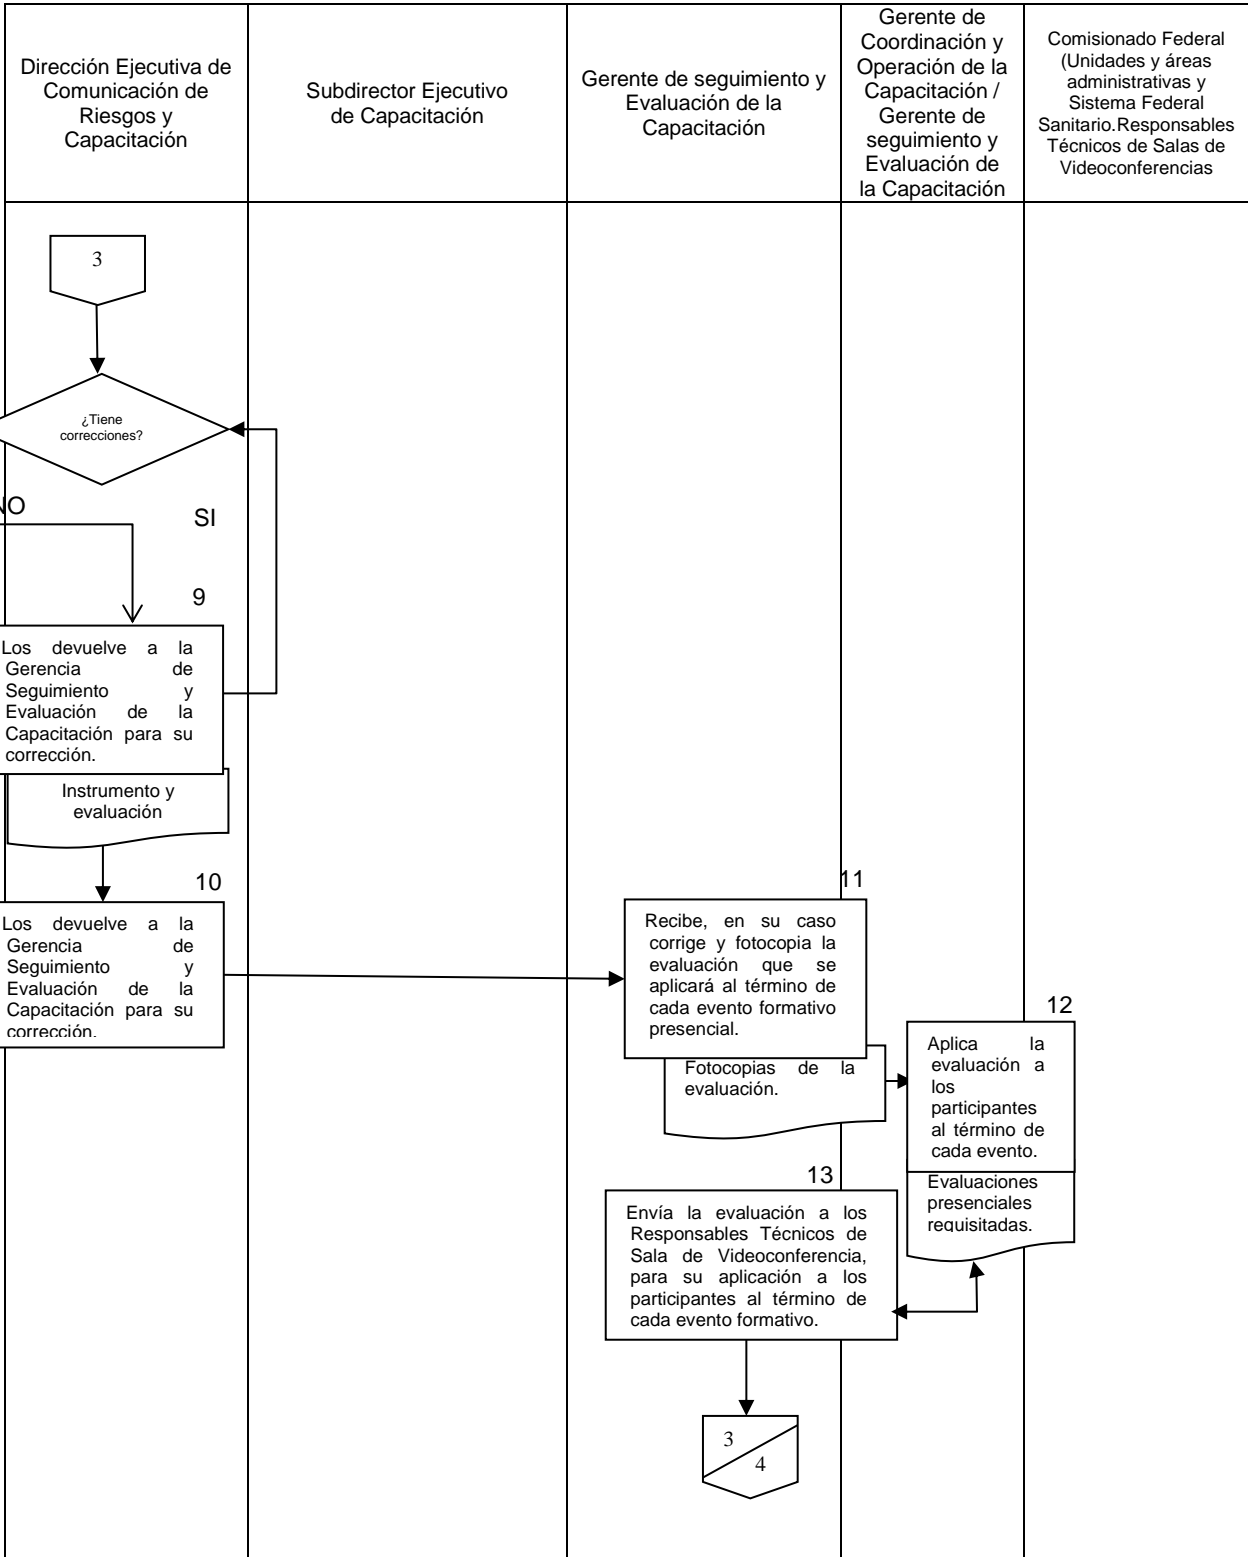 Dirección Ejecutiva de
Comunicación de
Riesgos y
Capacitación
Subdirector Ejecutivo
de Capacitación
Gerente de seguimiento y
Evaluación de la
Capacitación
Gerente de
Coordinación y
Operación de la
Capacitación /
Gerente de
seguimiento y
Evaluación de
la Capacitación
Comisionado Federal
(Unidades y áreas
administrativas y
Sistema Federal
Sanitario.Responsables
Técnicos de Salas de
Videoconferencias
3
¿Tiene
correcciones?
NO
SI
9
Los devuelve a la
Gerencia de
Seguimiento y
Evaluación de la
Capacitación para su
corrección.
Instrumento y
evaluación
10
Los devuelve a la
Gerencia de
Seguimiento y
Evaluación de la
Capacitación para su
corrección.
11
Recibe, en su caso
corrige y fotocopia la
evaluación que se
aplicará al término de
cada evento formativo
presencial.
Fotocopias de la
evaluación.
12
Aplica la
evaluación a
los
participantes
al término de
cada evento.
Evaluaciones
presenciales
requisitadas.
13
Envía la evaluación a los
Responsables Técnicos de
Sala de Videoconferencia,
para su aplicación a los
participantes al término de
cada evento formativo.
3
4